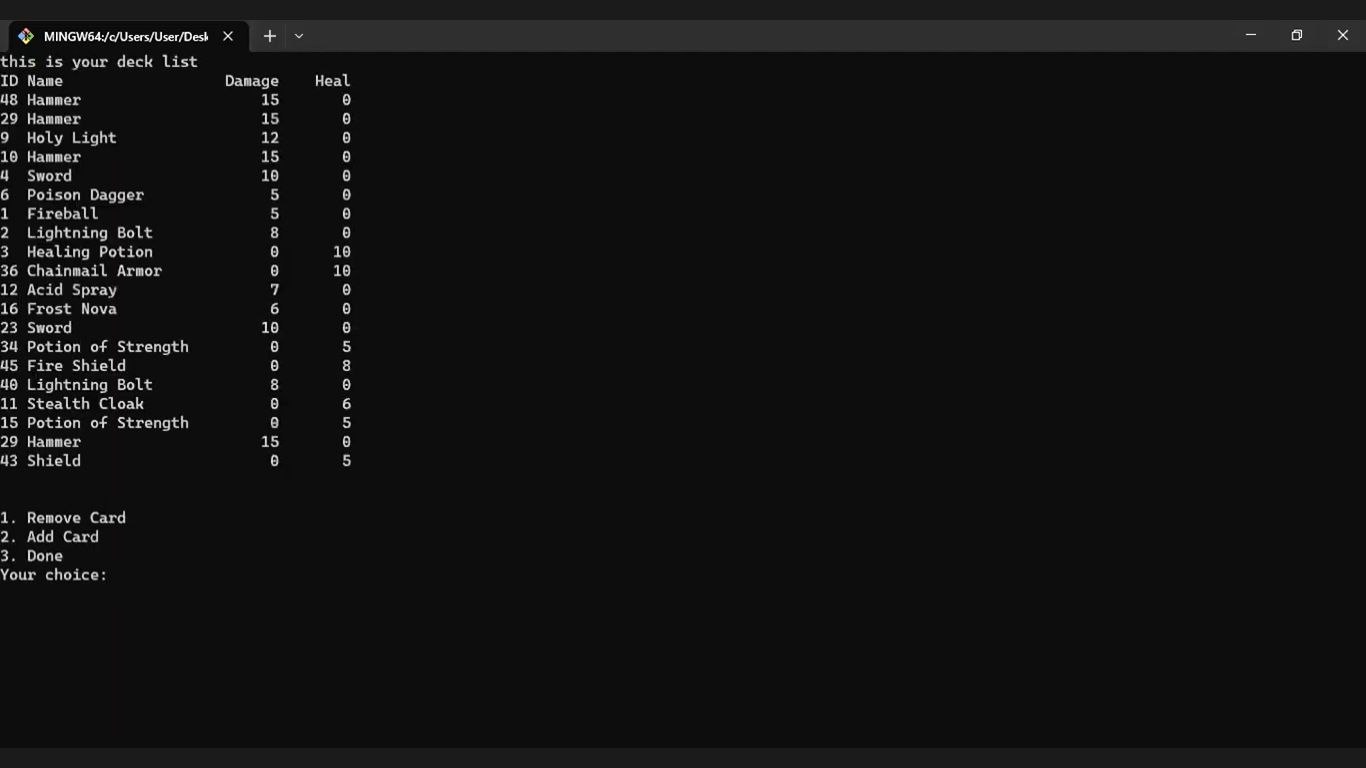 MINGW64:/c/Users/User/Desk
this is your deck list
ID Name Damage Heal
48 Hammer 15 0
29 Hammer 15 0
9 Holy Light 12 0
10 Hammer 15 0
4 Sword 10 0
6 Poison Dagger 5 0
1 Fireball 5 0
2 Lightning Bolt 8 0
3 Healing Potion 0 10
36 Chainmail Armor 0 10
12 Acid Spray 7 0
16 Frost Nova 6 0
23 Sword 10 0
34 Potion of Strength 0 5
45 Fire Shield 0 8
40 Lightning Bolt 8 0
11 Stealth Cloak 0 6
15 Potion of Strength 0 5
29 Hammer 15 0
43 Shield 0 5
1. Remove Card
2. Add Card
3. Done
Your choice: